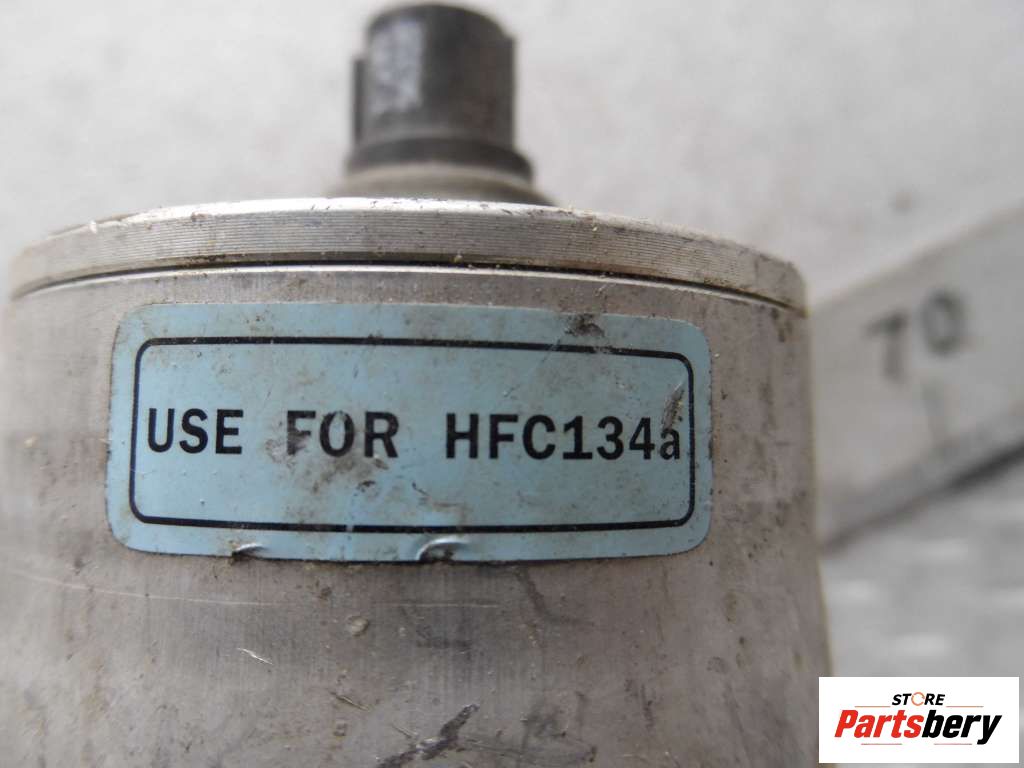 USE FOR HFC134a
70
STORE
Partsbery